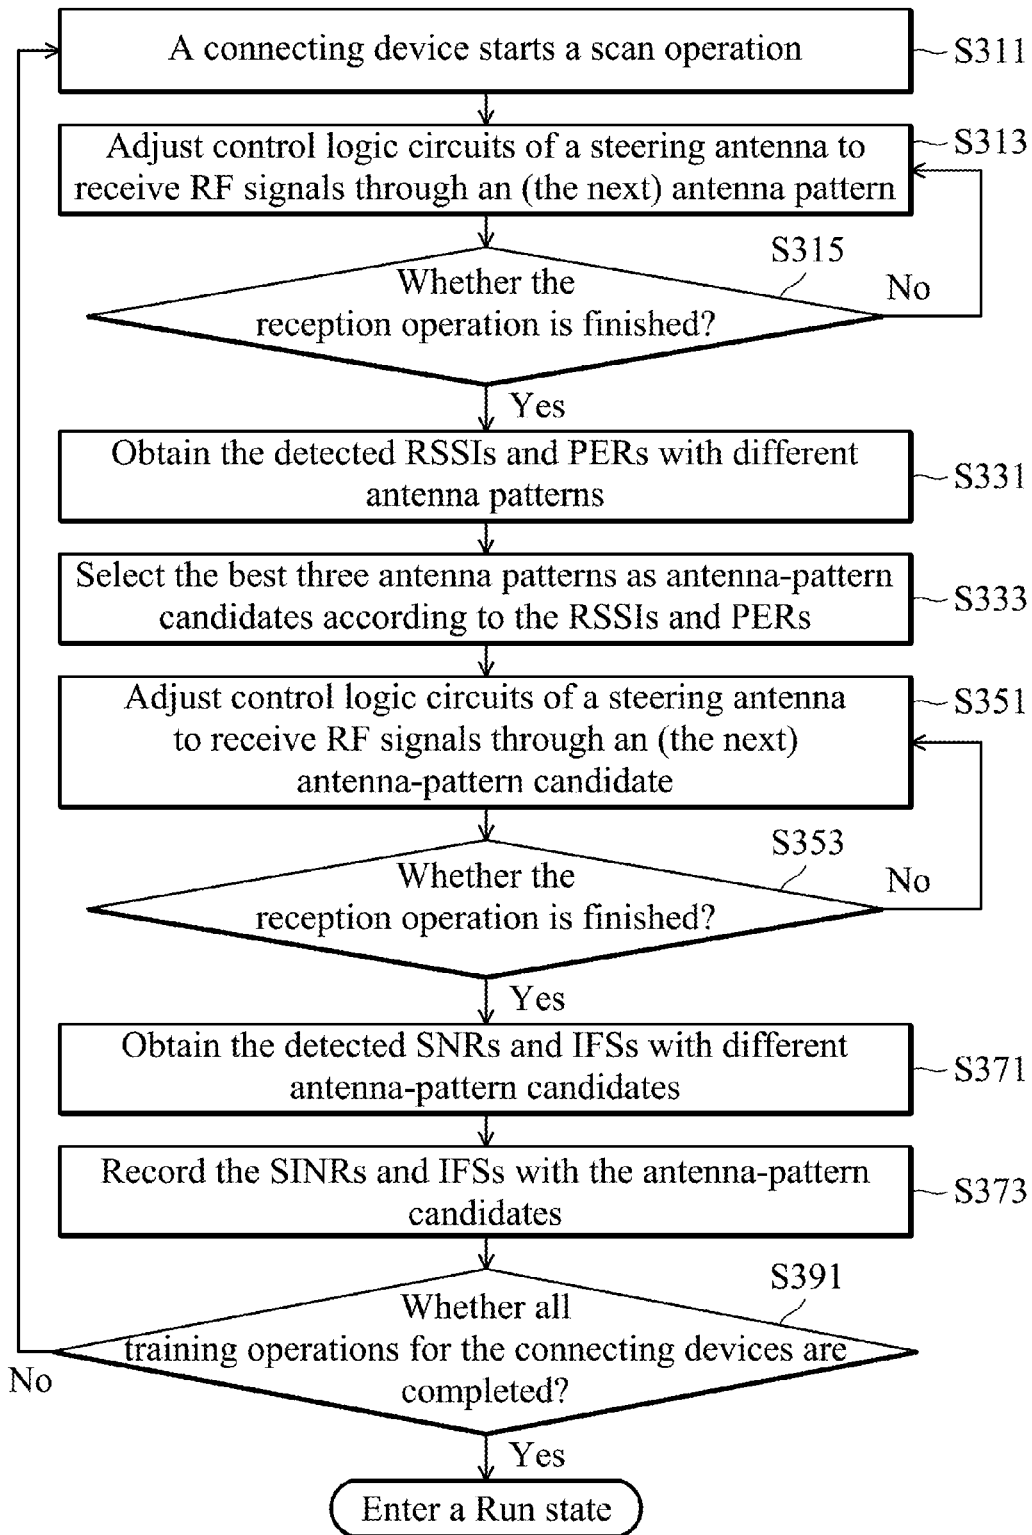 A connecting device starts a scan operation
S311
Adjust control logic circuits of a steering antenna to
receive RF signals through an (the next) antenna pattern
S313
Whether the
reception operation is finished?
S315
No
Yes
Obtain the detected RSSIs and PERs with different
antenna patterns
S331
Select the best three antenna patterns as antenna-pattern
candidates according to the RSSIs and PERs
S333
Adjust control logic circuits of a steering antenna
to receive RF signals through an (the next)
antenna-pattern candidate
S351
Whether the
reception operation is finished?
S353
No
Yes
Obtain the detected SNRs and IFSs with different
antenna-pattern candidates
S371
Record the SINRs and IFSs with the antenna-pattern
candidates
S373
Whether all
training operations for the connecting devices are
completed?
S391
No
Yes
Enter a Run state